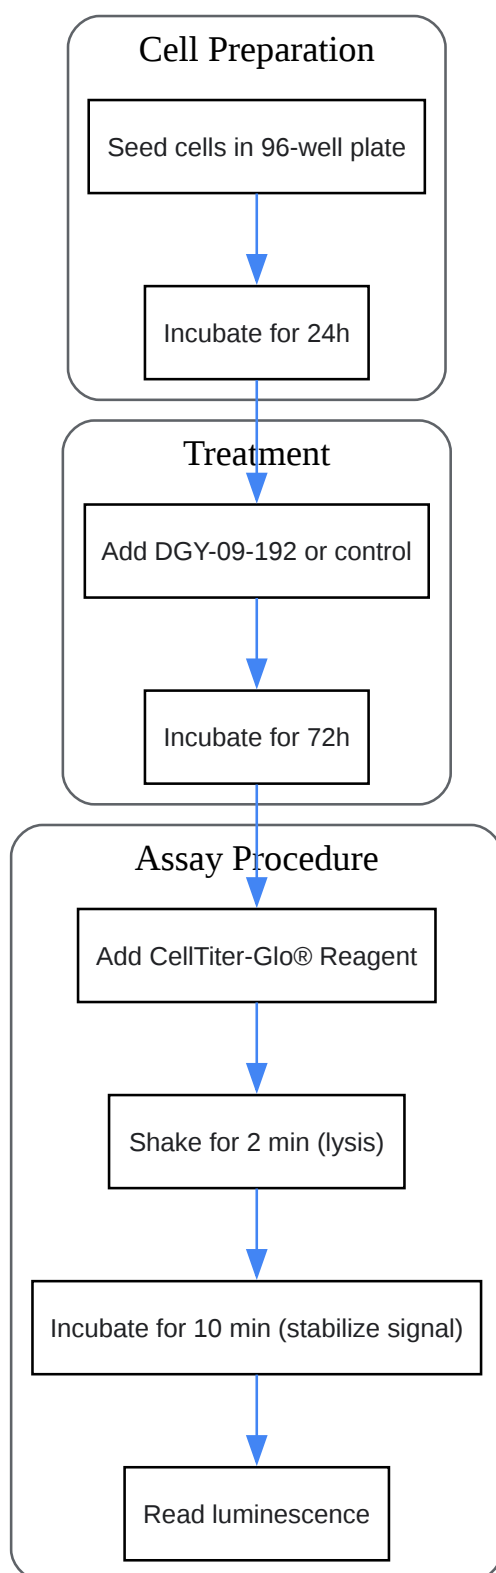 Cell Preparation
Seed cells in 96-well plate
Incubate for 24h
Treatment
Add DGY-09-192 or control
Incubate for 72h
Assay Procedure
Add CellTiter-Glo® Reagent
Shake for 2 min (lysis)
Incubate for 10 min (stabilize signal)
Read luminescence